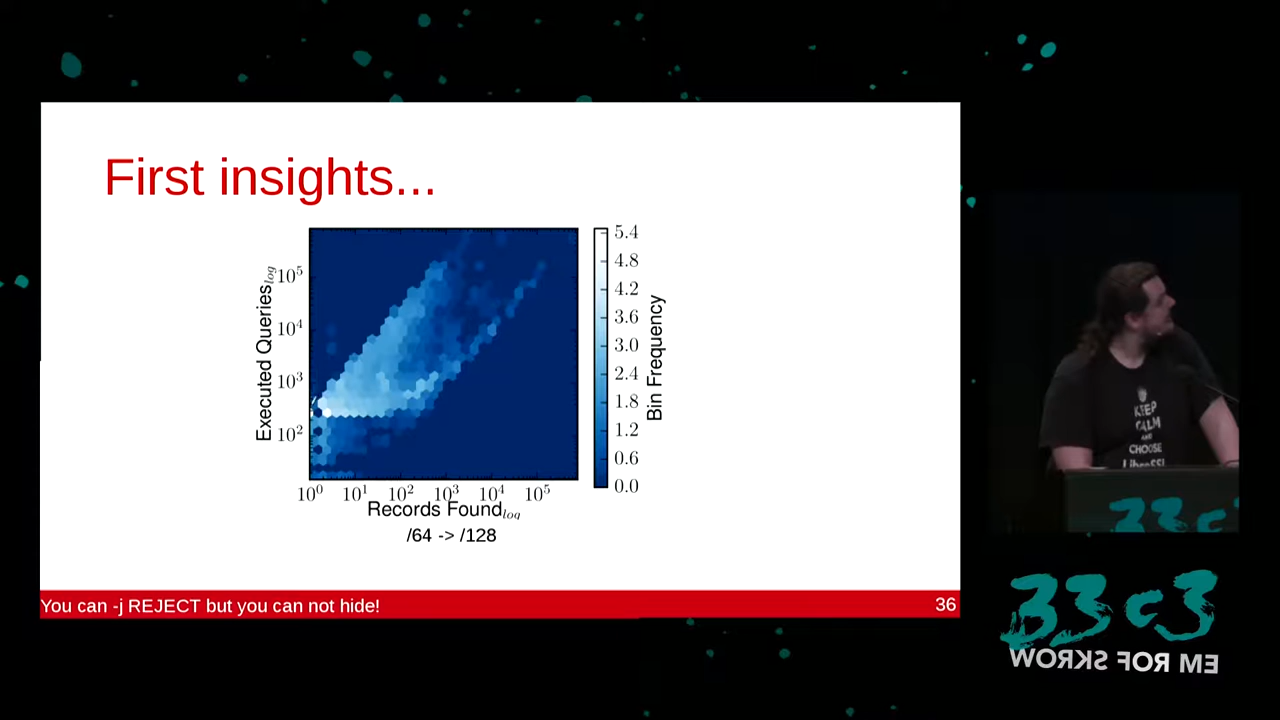 First insights...
Executed Queries_log
10^5
10^4
10^3
10^2
10^0 10^1 10^2 10^3 10^4 10^5
Records Found_log
/64 -> /128
5.4
4.8
4.2
3.6
3.0
2.4
1.8
1.2
0.6
0.0
Bin Frequency
You can -j REJECT but you can not hide!
36
KEEP
CALM
AND
CHOOSE
LibreSSL
33c3
33c3
WORKS FOR ME